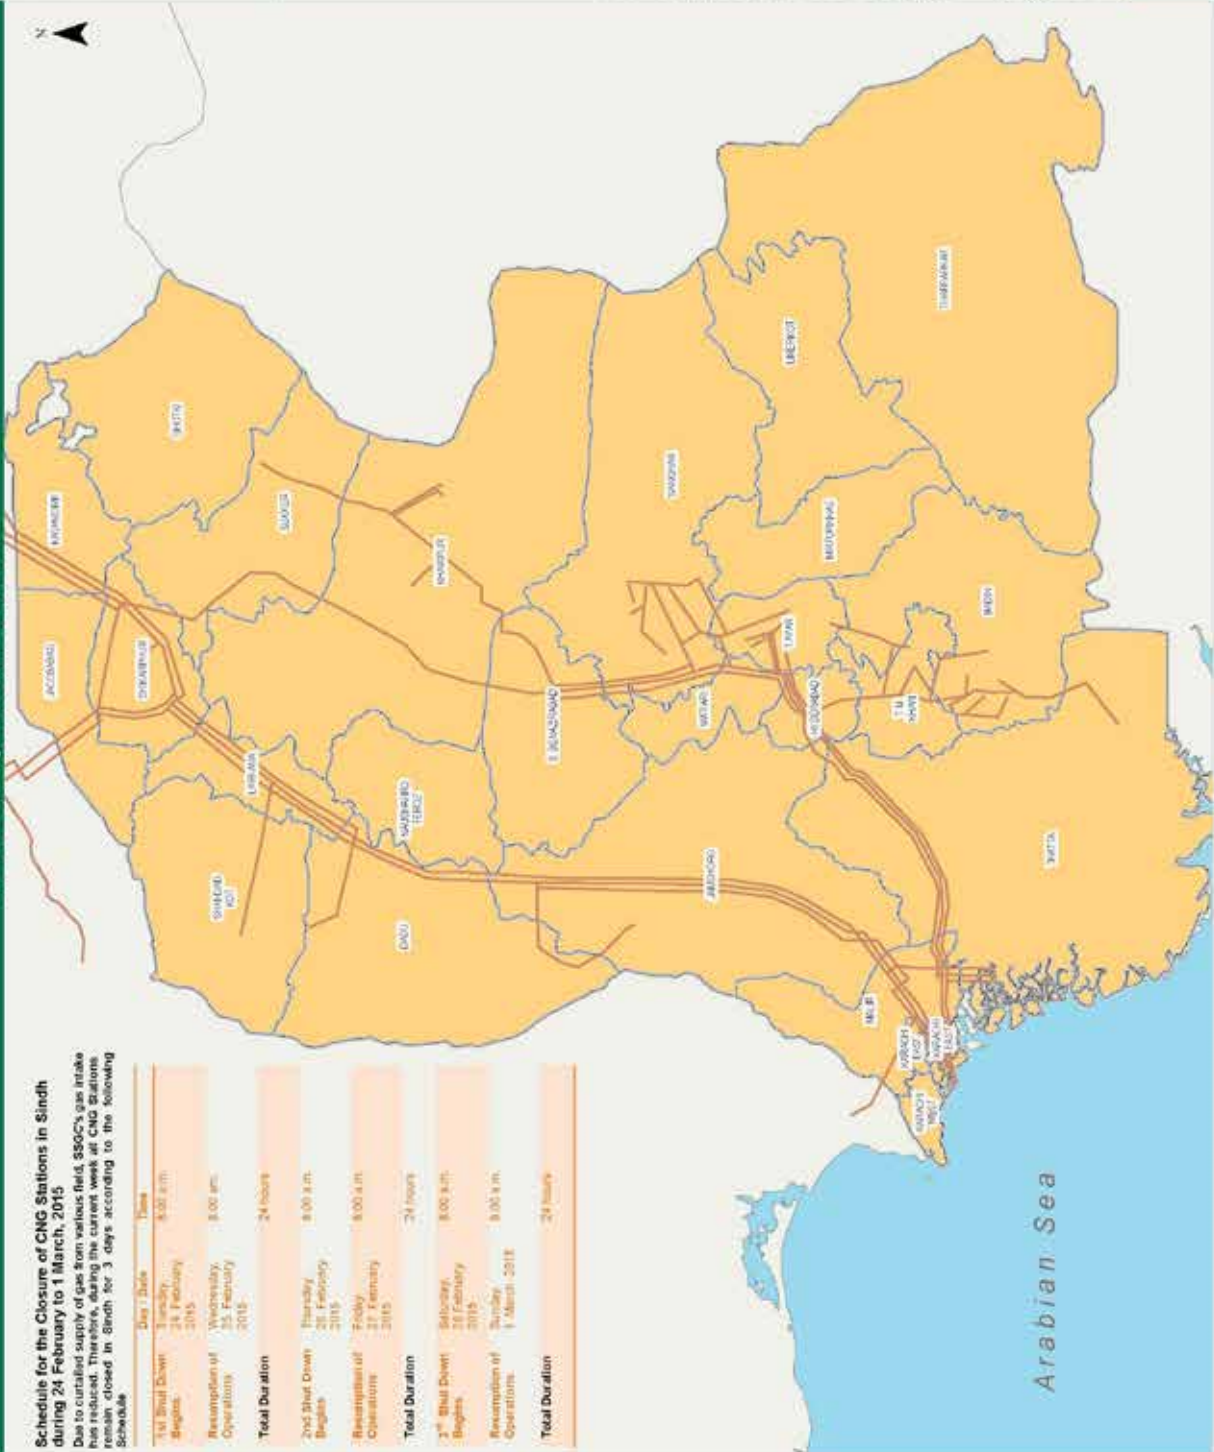 N
Schedule for the Closure of CNG Stations in Sindh
during 24 February to 1 March, 2015
Due to curtailed supply of gas from various field, SSGC's gas intake
has reduced. Therefore, during the current week all CNG Stations
remain closed in Sindh for 3 days according to the following
Schedule
Day / Date Time
1st Shut Down Tuesday, 8:00 a.m.
Begins 24 February
2015
Resumption of Wednesday, 8:00 am
Operations 25 February
2015
Total Duration 24 hours
2nd Shut Down Thursday, 8:00 a.m.
Begins 26 February
2015
Resumption of Friday, 8:00 a.m.
Operations 27 February
2015
Total Duration 24 hours
3rd Shut Down Saturday, 8:00 a.m.
Begins 28 February
2015
Resumption of Sunday, 8:00 a.m.
Operations 1 March 2015
Total Duration 24 hours
KASHMORE
JACOBABAD
SHIKARPUR
GHOTKI
SUKKUR
LARKANA
SHAHDAD
KOT
KHAIRPUR
NAUSHAHRO
FEROZ
DADU
S. BENAZIRABAD
SANGHAR
MATIARI
JAMSHORO
UMERKOT
MIRPURKHAS
HYDERABAD
T. M.
KHAN
BADIN
THARPARKAR
THATTA
MALIR
KARACHI
EAST
KARACHI
EAST
KARACHI
WEST
Arabian Sea